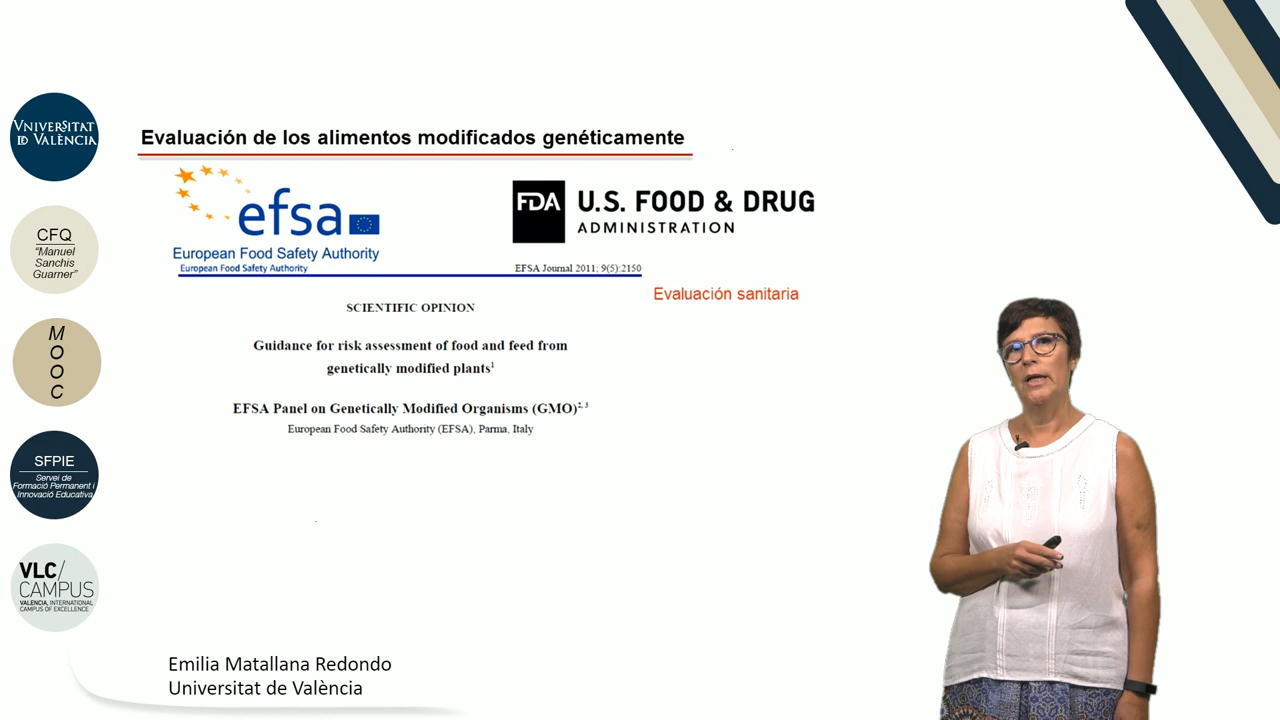 Evaluación de los alimentos modificados genéticamente
VNIVERSITAT
ID VALÈNCIA
CFQ
"Manuel
Sanchis
Guarner"
M
O
O
C
SFPIE
Servei de
Formació Permanent i
Innovació Educativa
VLC/
CAMPUS
VALENCIA, INTERNATIONAL
CAMPUS OF EXCELLENCE
efsa
European Food Safety Authority
FDA
U.S. FOOD & DRUG
ADMINISTRATION
European Food Safety Authority
EFSA Journal 2011; 9(5):2150
Evaluación sanitaria
SCIENTIFIC OPINION
Guidance for risk assessment of food and feed from
genetically modified plants¹
EFSA Panel on Genetically Modified Organisms (GMO)²,³
European Food Safety Authority (EFSA), Parma, Italy
Emilia Matallana Redondo
Universitat de València